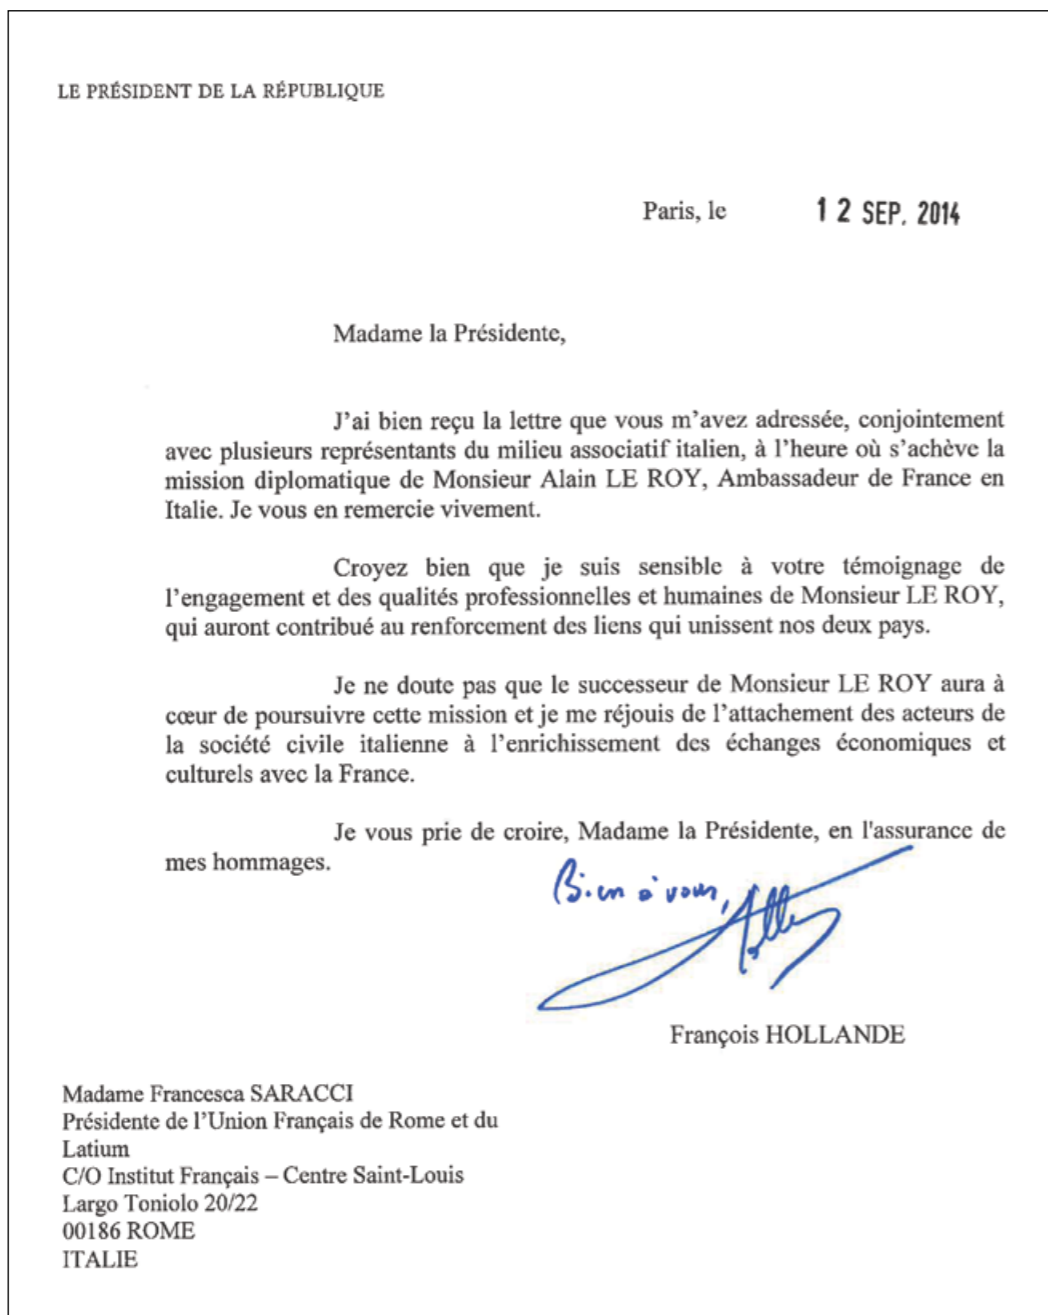 LE PRÉSIDENT DE LA RÉPUBLIQUE
Paris, le 12 SEP. 2014
Madame la Présidente,
J’ai bien reçu la lettre que vous m’avez adressée, conjointement
avec plusieurs représentants du milieu associatif italien, à l’heure où s’achève la
mission diplomatique de Monsieur Alain LE ROY, Ambassadeur de France en
Italie. Je vous en remercie vivement.
Croyez bien que je suis sensible à votre témoignage de
l’engagement et des qualités professionnelles et humaines de Monsieur LE ROY,
qui auront contribué au renforcement des liens qui unissent nos deux pays.
Je ne doute pas que le successeur de Monsieur LE ROY aura à
cœur de poursuivre cette mission et je me réjouis de l’attachement des acteurs de
la société civile italienne à l’enrichissement des échanges économiques et
culturels avec la France.
Je vous prie de croire, Madame la Présidente, en l'assurance de
mes hommages.
Bien à vous,
François HOLLANDE
Madame Francesca SARACCI
Présidente de l’Union Français de Rome et du
Latium
C/O Institut Français – Centre Saint-Louis
Largo Toniolo 20/22
00186 ROME
ITALIE